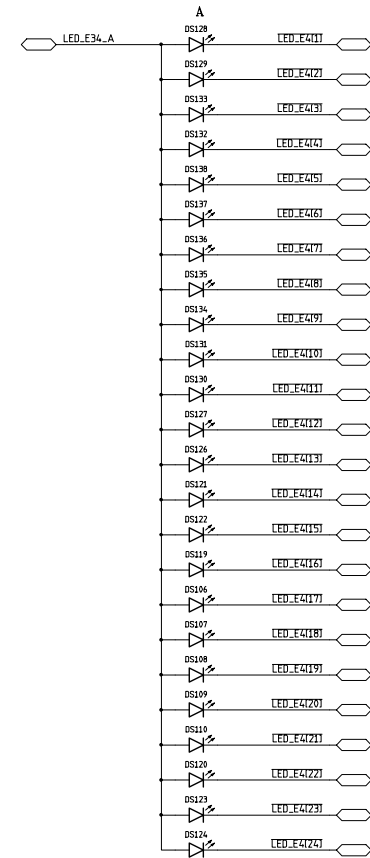 A
DS128
LED_E34_A
LED_E4(1)
DS129
LED_E4(2)
DS133
LED_E4(3)
DS132
LED_E4(4)
DS138
LED_E4(5)
DS137
LED_E4(6)
DS136
LED_E4(7)
DS135
LED_E4(8)
DS134
LED_E4(9)
DS131
LED_E4(10)
DS130
LED_E4(11)
DS127
LED_E4(12)
DS126
LED_E4(13)
DS121
LED_E4(14)
DS122
LED_E4(15)
DS119
LED_E4(16)
DS106
LED_E4(17)
DS107
LED_E4(18)
DS108
LED_E4(19)
DS109
LED_E4(20)
DS110
LED_E4(21)
DS120
LED_E4(22)
DS123
LED_E4(23)
DS124
LED_E4(24)